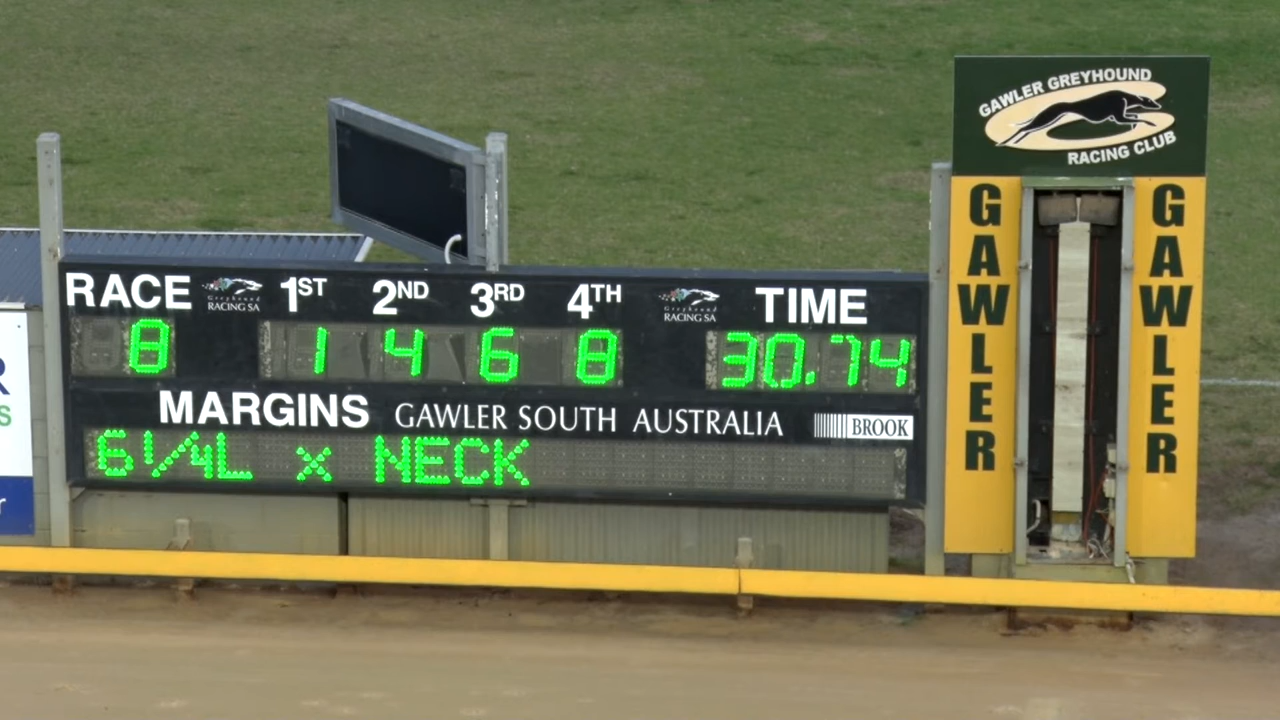 GAWLER GREYHOUND
RACING CLUB
GAWLER
GAWLER
RACE
Greyhound
RACING SA
1ST 2ND 3RD 4TH
Greyhound
RACING SA
TIME
8 1 4 6 8 30.74
MARGINS GAWLER SOUTH AUSTRALIA BROOK
6 1/4L x NECK
R
S
r